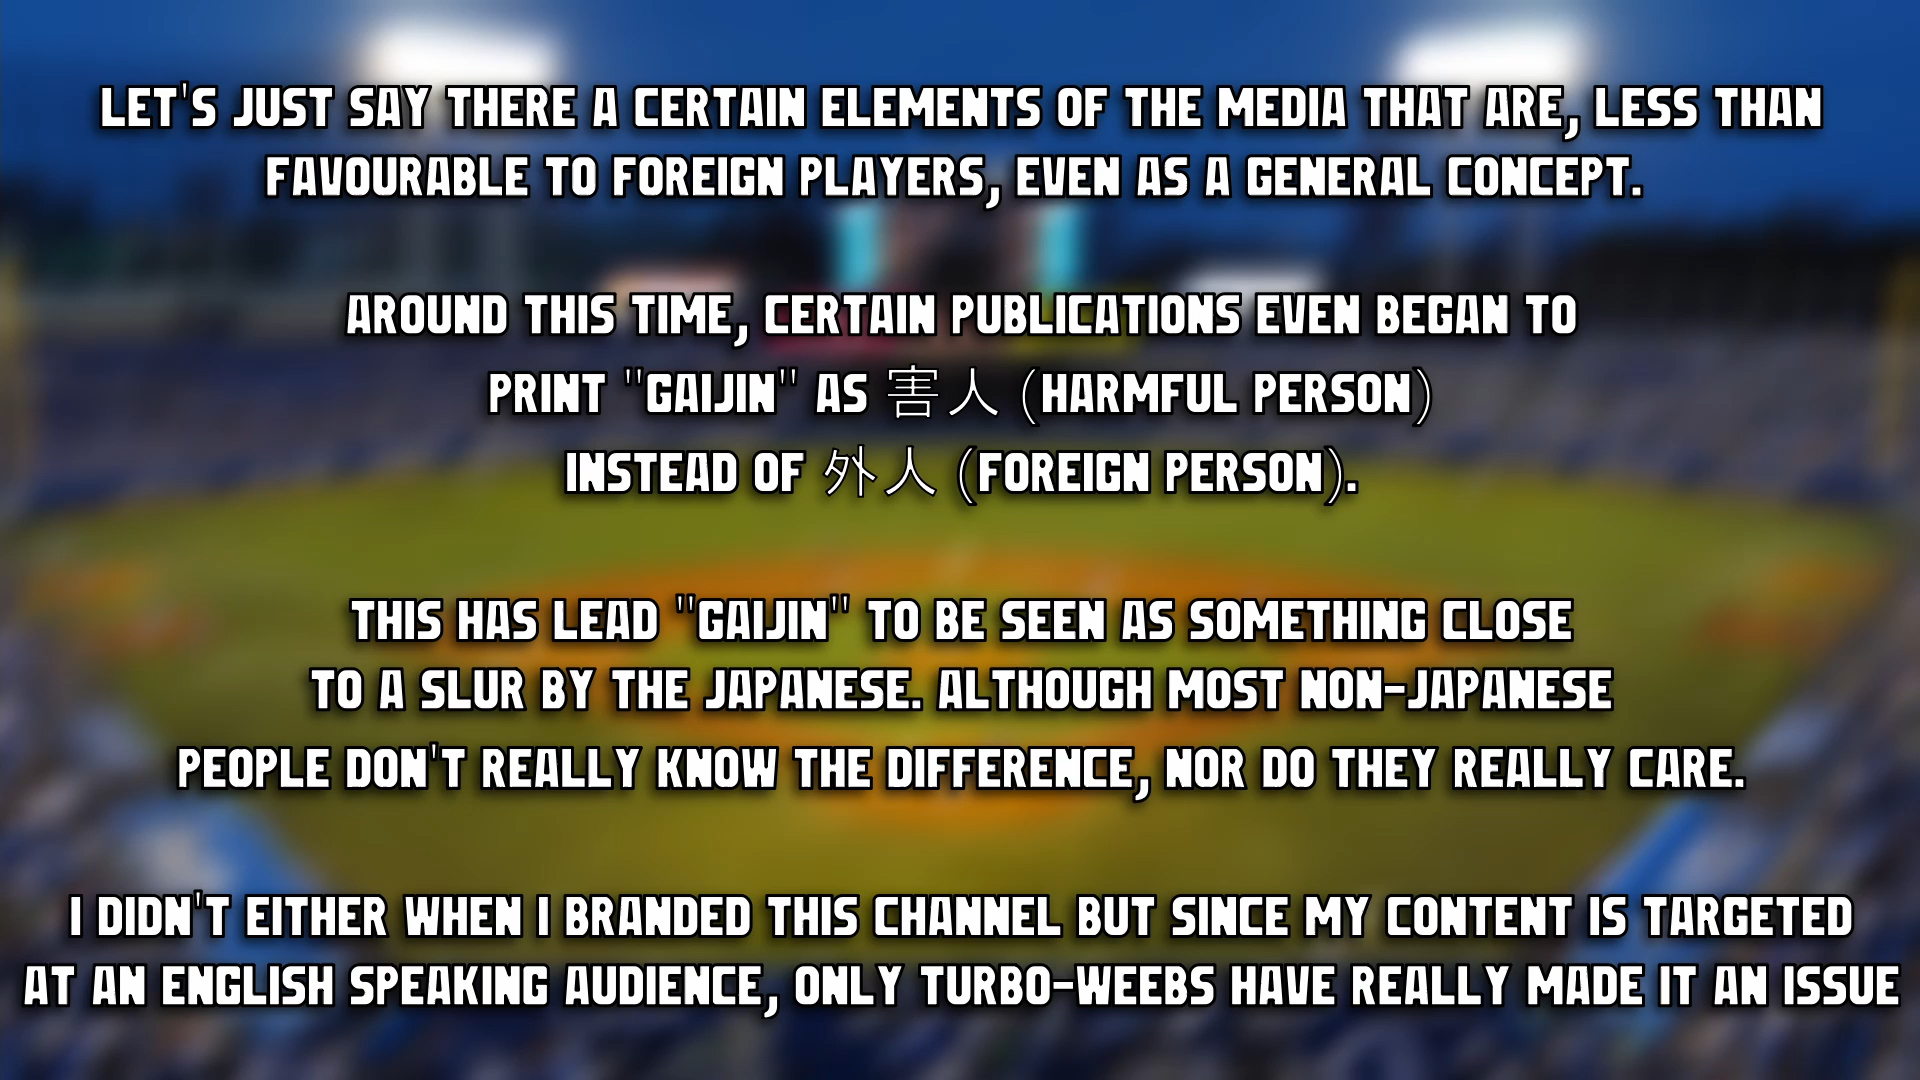 LET'S JUST SAY THERE A CERTAIN ELEMENTS OF THE MEDIA THAT ARE, LESS THAN
FAVOURABLE TO FOREIGN PLAYERS, EVEN AS A GENERAL CONCEPT.
AROUND THIS TIME, CERTAIN PUBLICATIONS EVEN BEGAN TO
PRINT "GAIJIN" AS 害人 (HARMFUL PERSON)
INSTEAD OF 外人 (FOREIGN PERSON).
THIS HAS LEAD "GAIJIN" TO BE SEEN AS SOMETHING CLOSE
TO A SLUR BY THE JAPANESE. ALTHOUGH MOST NON-JAPANESE
PEOPLE DON'T REALLY KNOW THE DIFFERENCE, NOR DO THEY REALLY CARE.
I DIDN'T EITHER WHEN I BRANDED THIS CHANNEL BUT SINCE MY CONTENT IS TARGETED
AT AN ENGLISH SPEAKING AUDIENCE, ONLY TURBO-WEEBS HAVE REALLY MADE IT AN ISSUE